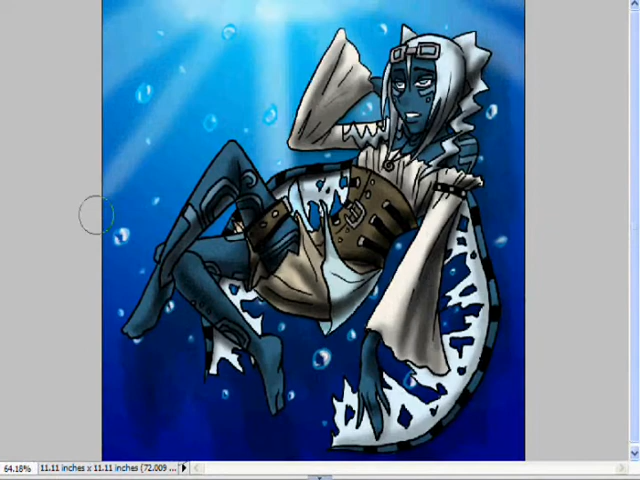 64.18% 11.11 inches x 11.11 inches (72.009 ...